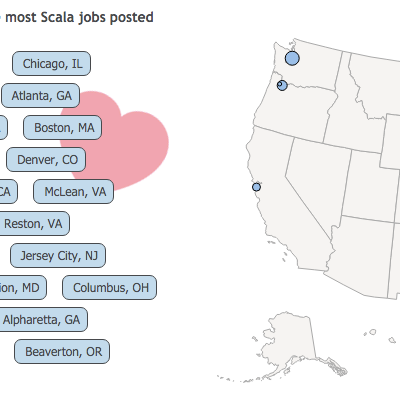 most Scala jobs posted
Chicago, IL
Atlanta, GA
Boston, MA
Denver, CO
CA McLean, VA
Reston, VA
Jersey City, NJ
ion, MD Columbus, OH
Alpharetta, GA
Beaverton, OR